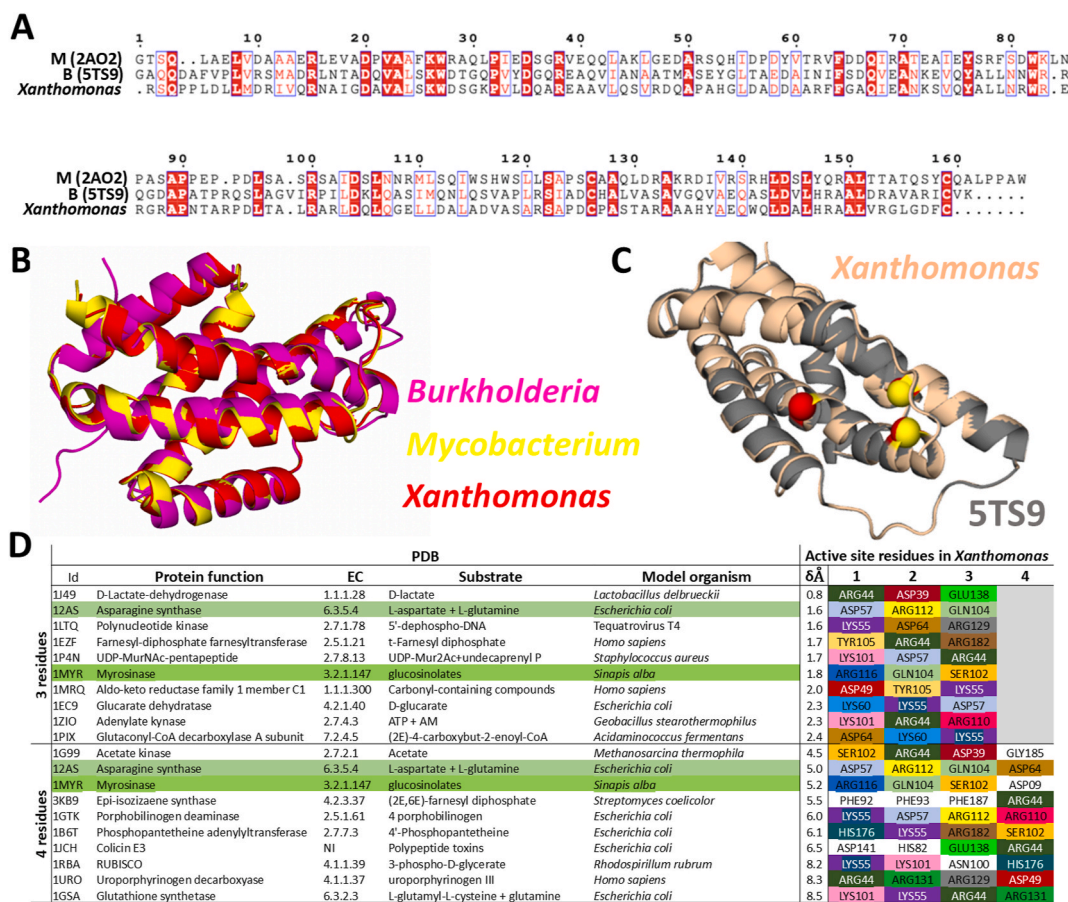 A
1 10 20 30 40 50 60 70 80
M (2AO2) GTSQ..LAELVDAAAERLEVADPVAAFKWRAQLPIEDSGRVEQQLAKLGEDARSQHIDPDYVTRVFDDQIRATEAIEYSRFSDWKLN
B (5TS9) GAQQDAFVPLVRSMADRLNTADQVALSKWDTGQPVYDGQREAQVIANAATMASEYGLTAEDAINIFSDQVEANKEVQYALLNNWR.R
Xanthomonas .RSQPPLDLLMDRIVQRNAIGDAVALSKWDSGKPVLDQAREAAVLQSVRDQAPAHGLDADDAARFFGAQIEANKSVQYALLNRWR.E
90 100 110 120 130 140 150 160
M (2AO2) PASAPPEP.PDLSA.SRSAIDSLNNRMLSQIWSHWSLLSAPSCAAQLDRAKRDIVRSRHLDSLYQRALTTATQSYCQALPPAW
B (5TS9) QGDAPATPRQSLAGVIRPILDKLQASIMQNLQSVAPLRSIADCHALVASAVGQVAEQASLDVLHRAALDRAVARICVK.....
Xanthomonas RGRAPNTARPDLTA.LRARLDQLQGELLDALADVASARSAPDCPASTARAAAHYAEQWQLDALHRAALVRGLGDFC.......
B
Burkholderia
Mycobacterium
Xanthomonas
C
Xanthomonas
5TS9
D
PDB Active site residues in Xanthomonas
Id Protein function EC Substrate Model organism δÅ 1 2 3 4
3 residues
1J49 D-Lactate-dehydrogenase 1.1.1.28 D-lactate Lactobacillus delbrueckii 0.8 ARG44 ASP39 GLU138
12AS Asparagine synthase 6.3.5.4 L-aspartate + L-glutamine Escherichia coli 1.6 ASP57 ARG112 GLN104
1LTQ Polynucleotide kinase 2.7.1.78 5'-dephospho-DNA Tequatrovirus T4 1.6 LYS55 ASP64 ARG129
1EZF Farnesyl-diphosphate farnesyltransferase 2.5.1.21 t-Farnesyl diphosphate Homo sapiens 1.7 TYR105 ARG44 ARG182
1P4N UDP-MurNAc-pentapeptide 2.7.8.13 UDP-Mur2Ac+undecaprenyl P Staphylococcus aureus 1.7 LYS101 ASP57 ARG44
1MYR Myrosinase 3.2.1.147 glucosinolates Sinapis alba 1.8 ARG116 GLN104 SER102
1MRQ Aldo-keto reductase family 1 member C1 1.1.1.300 Carbonyl-containing compounds Homo sapiens 2.0 ASP49 TYR105 LYS55
1EC9 Glucarate dehydratase 4.2.1.40 D-glucarate Escherichia coli 2.3 LYS60 LYS55 ASP57
1ZIO Adenylate kynase 2.7.4.3 ATP + AM Geobacillus stearothermophilus 2.3 LYS101 ARG44 ARG110
1PIX Glutaconyl-CoA decarboxylase A subunit 7.2.4.5 (2E)-4-carboxybut-2-enoyl-CoA Acidaminococcus fermentans 2.4 ASP64 LYS60 LYS55
4 residues
1G99 Acetate kinase 2.7.2.1 Acetate Methanosarcina thermophila 4.5 SER102 ARG44 ASP39 GLY185
12AS Asparagine synthase 6.3.5.4 L-aspartate + L-glutamine Escherichia coli 5.0 ASP57 ARG112 GLN104 ASP64
1MYR Myrosinase 3.2.1.147 glucosinolates Sinapis alba 5.2 ARG116 GLN104 SER102 ASP09
3KB9 Epi-isozizaene synthase 4.2.3.37 (2E,6E)-farnesyl diphosphate Streptomyces coelicolor 5.5 PHE92 PHE93 PHE187 ARG44
1GTK Porphobilinogen deaminase 2.5.1.61 4 porphobilinogen Escherichia coli 6.0 LYS55 ASP57 ARG112 ARG110
1B6T Phosphopantetheine adenylyltransferase 2.7.7.3 4'-Phosphopantetheine Escherichia coli 6.1 HIS176 LYS55 ARG182 SER102
1JCH Colicin E3 NI Polypeptide toxins Escherichia coli 6.5 ASP141 HIS82 GLU138 ARG44
1RBA RUBISCO 4.1.1.39 3-phospho-D-glycerate Rhodospirillum rubrum 8.2 LYS55 LYS101 ASN100 HIS176
1URO Uroporphyrinogen decarboxyase 4.1.1.37 uroporphyrinogen III Homo sapiens 8.3 ARG44 ARG131 ARG129 ASP49
1GSA Glutathione synthetase 6.3.2.3 L-glutamyl-L-cysteine + glutamine Escherichia coli 8.5 LYS101 LYS55 ARG44 ARG131